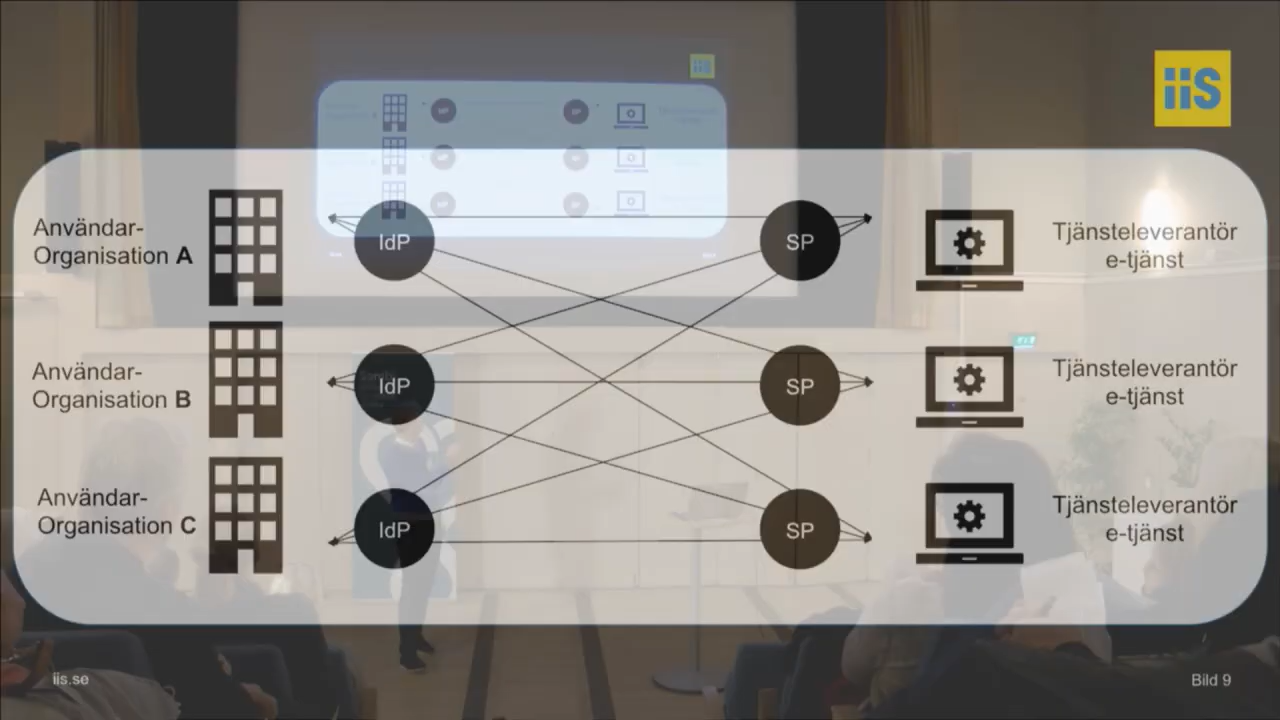 iis
Användar-
Organisation A
IdP
SP
Tjänsteleverantör
e-tjänst
Användar-
Organisation B
IdP
SP
Tjänsteleverantör
e-tjänst
Användar-
Organisation C
IdP
SP
Tjänsteleverantör
e-tjänst
iis.se
Bild 9